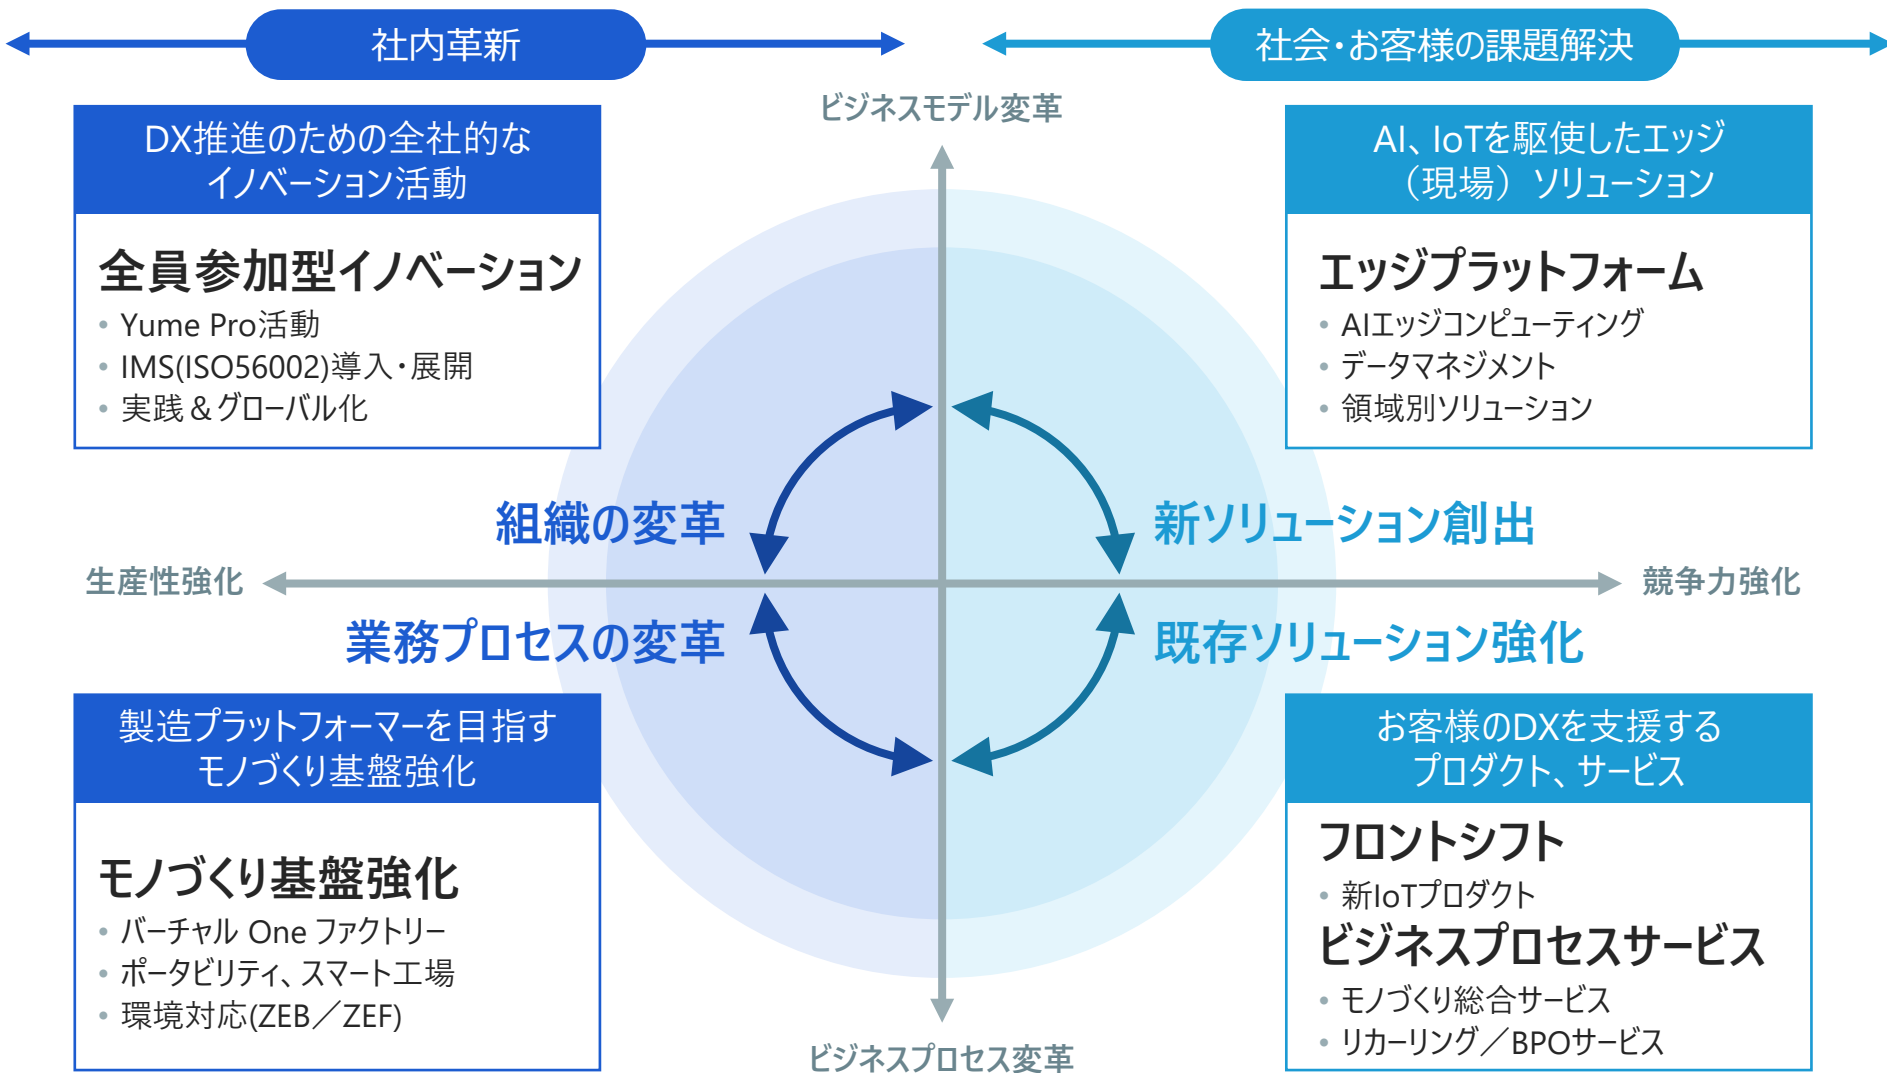 社内革新
社会・お客様の課題解決
ビジネスモデル変革
DX推進のための全社的な
イノベーション活動
全員参加型イノベーション
• Yume Pro活動
• IMS(ISO56002)導入・展開
• 実践＆グローバル化
AI、IoTを駆使したエッジ
（現場）ソリューション
エッジプラットフォーム
• AIエッジコンピューティング
• データマネジメント
• 領域別ソリューション
組織の変革
新ソリューション創出
生産性強化
競争力強化
業務プロセスの変革
既存ソリューション強化
製造プラットフォーマーを目指す
モノづくり基盤強化
モノづくり基盤強化
• バーチャル One ファクトリー
• ポータビリティ、スマート工場
• 環境対応(ZEB／ZEF)
お客様のDXを支援する
プロダクト、サービス
フロントシフト
• 新IoTプロダクト
ビジネスプロセスサービス
• モノづくり総合サービス
• リカーリング／BPOサービス
ビジネスプロセス変革